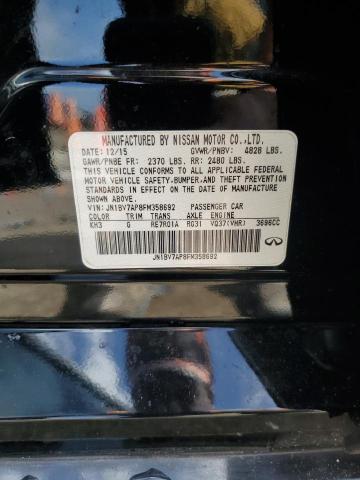 MANUFACTURED BY NISSAN MOTOR CO.,LTD.
DATE: 12/15 GVWR/PNBV: 4828 LBS.
GAWR/PNBE FR: 2370 LBS. RR: 2480 LBS.
THIS VEHICLE CONFORMS TO ALL APPLICABLE FEDERAL
MOTOR VEHICLE SAFETY,BUMPER,AND THEFT PREVENTION
STANDARDS IN EFFECT ON THE DATE OF MANUFACTURE
SHOWN ABOVE.
VIN: JN1BV7AP8FM358692 PASSENGER CAR
COLOR TRIM TRANS AXLE ENGINE
KH3 G RE7R01A RG31 VQ37(VHR) 3696CC
JN1BV7AP8FM358692